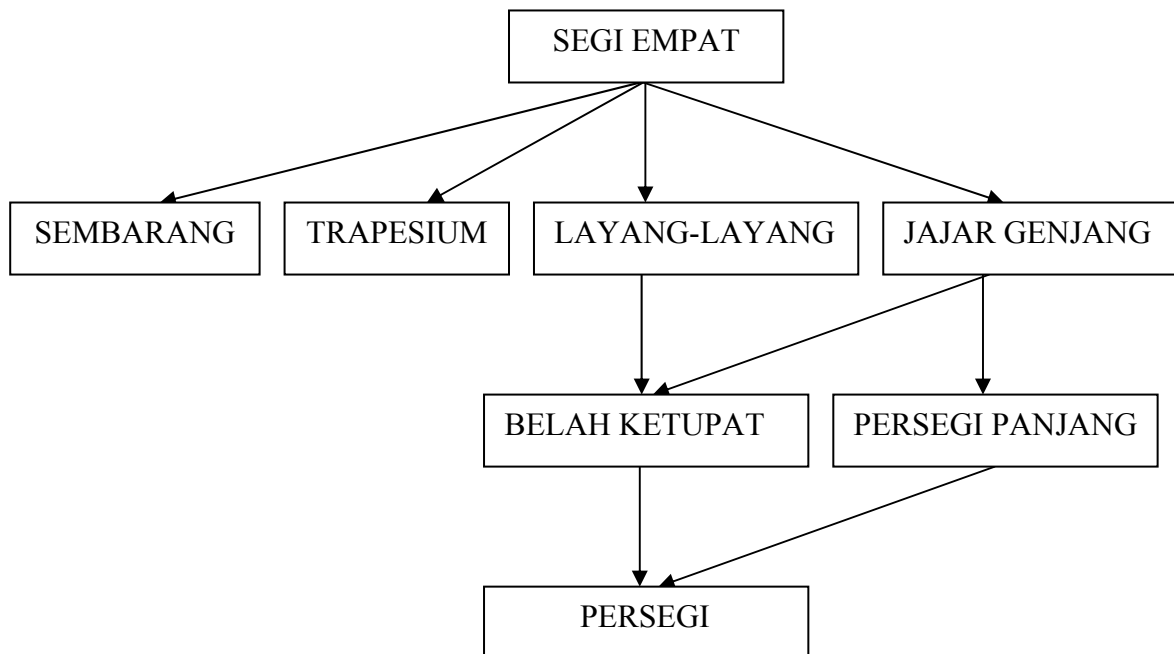 SEGI EMPAT
SEMBARANG
TRAPESIUM
LAYANG-LAYANG
JAJAR GENJANG
BELAH KETUPAT
PERSEGI PANJANG
PERSEGI